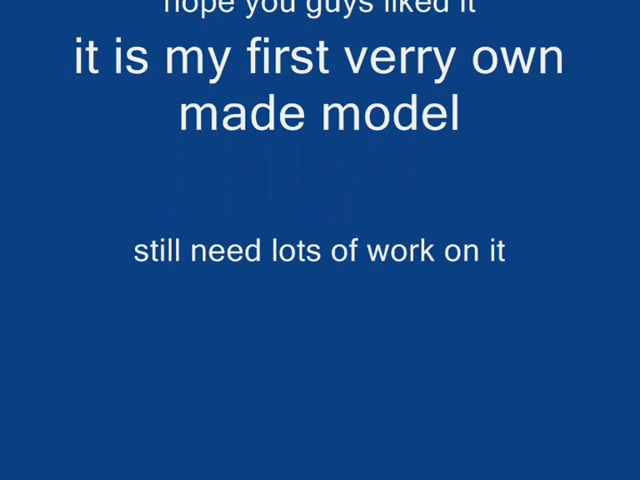 hope you guys liked it
it is my first verry own
made model
still need lots of work on it